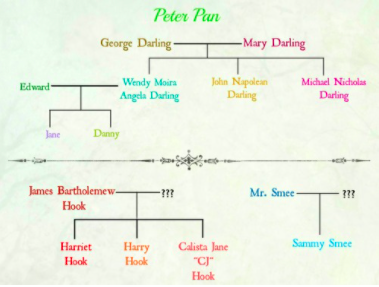 Peter Pan
George Darling Mary Darling
Edward Wendy Moira John Napolean Michael Nicholas
Angela Darling Darling Darling
Jane Danny
James Bartholemew ??? Mr. Smee ???
Hook
Sammy Smee
Harriet Harry Calista Jane
Hook Hook "CJ"
Hook